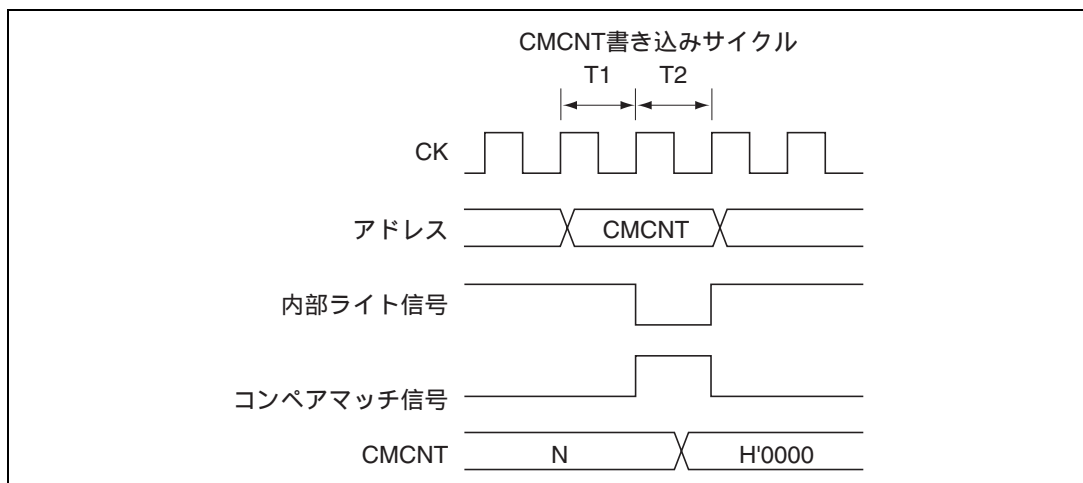 CMCNT書き込みサイクル
T1 T2
CK
アドレス CMCNT
内部ライト信号
コンペアマッチ信号
CMCNT N H'0000